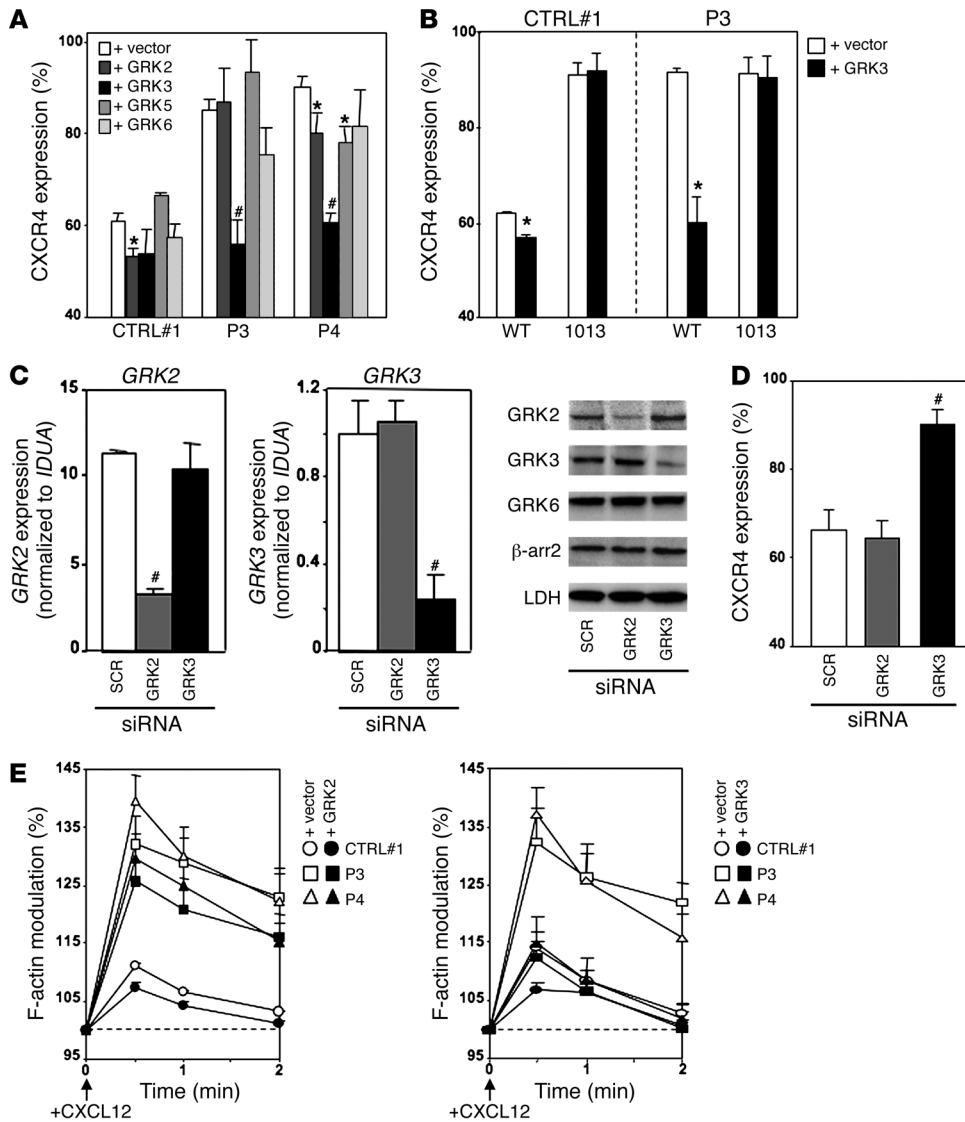 A
CXCR4 expression (%)
100
80
60
40
+ vector
+ GRK2
+ GRK3
+ GRK5
+ GRK6
*
#
#
*
*
CTRL#1 P3 P4
B
CTRL#1 P3
CXCR4 expression (%)
100
80
60
40
+ vector
+ GRK3
*
*
WT 1013 WT 1013
C
GRK2
GRK2 expression
(normalized to IDUA)
15
10
5
0
#
SCR GRK2 GRK3
siRNA
GRK3
GRK3 expression
(normalized to IDUA)
1.2
0.8
0.4
0
#
SCR GRK2 GRK3
siRNA
GRK2
GRK3
GRK6
β-arr2
LDH
SCR GRK2 GRK3
siRNA
D
CXCR4 expression (%)
100
80
60
40
#
SCR GRK2 GRK3
siRNA
E
F-actin modulation (%)
145
135
125
115
105
95
0 1 2
Time (min)
+CXCL12
+ vector
+ GRK2
CTRL#1
P3
P4
F-actin modulation (%)
145
135
125
115
105
95
0 1 2
Time (min)
+CXCL12
+ vector
+ GRK3
CTRL#1
P3
P4